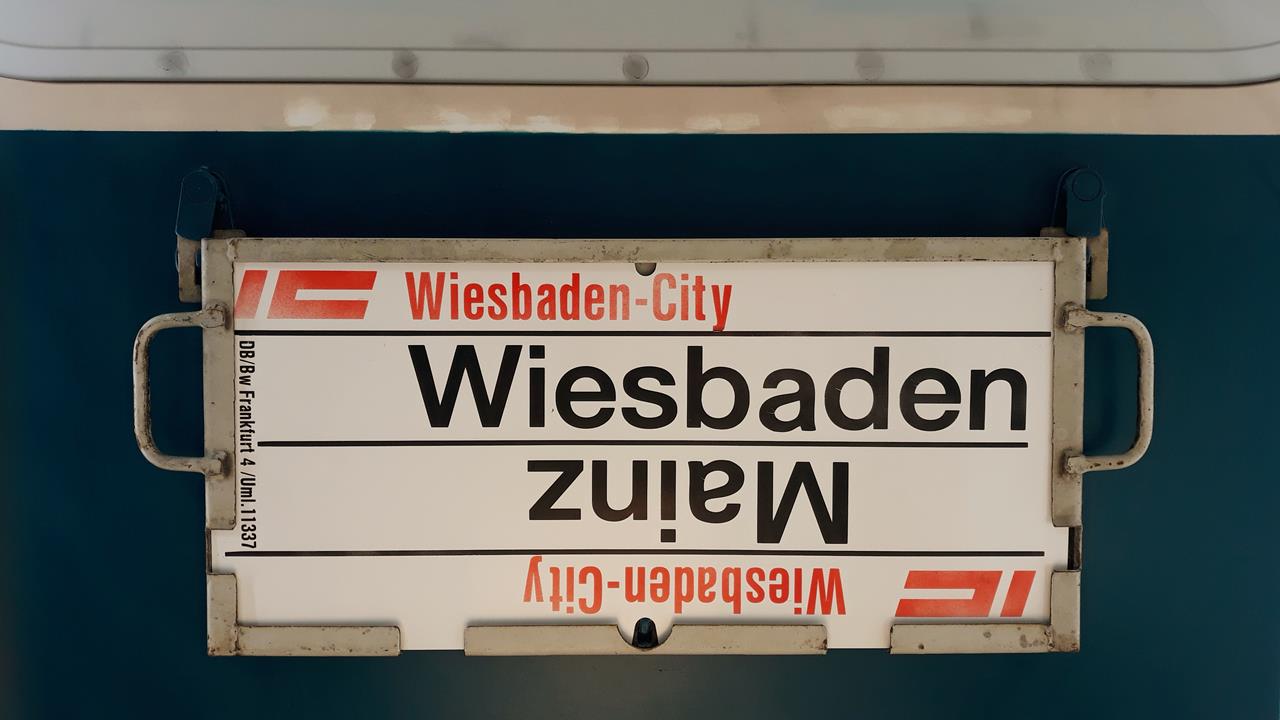 IC Wiesbaden-City
Wiesbaden
Mainz
IC Wiesbaden-City
DB/Bw Frankfurt 4 /Uml.11337